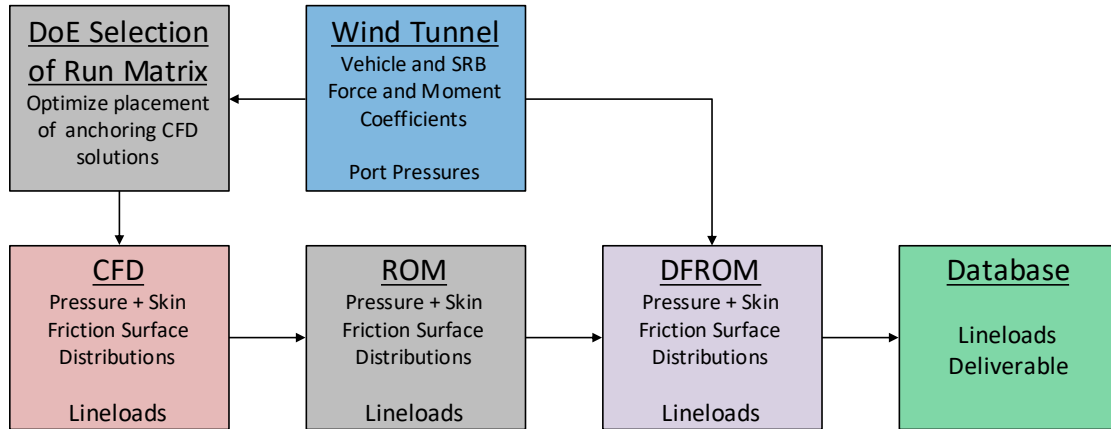 DoE Selection
of Run Matrix
Optimize placement
of anchoring CFD
solutions
Wind Tunnel
Vehicle and SRB
Force and Moment
Coefficients
Port Pressures
CFD
Pressure + Skin
Friction Surface
Distributions
Lineloads
ROM
Pressure + Skin
Friction Surface
Distributions
Lineloads
DFROM
Pressure + Skin
Friction Surface
Distributions
Lineloads
Database
Lineloads
Deliverable